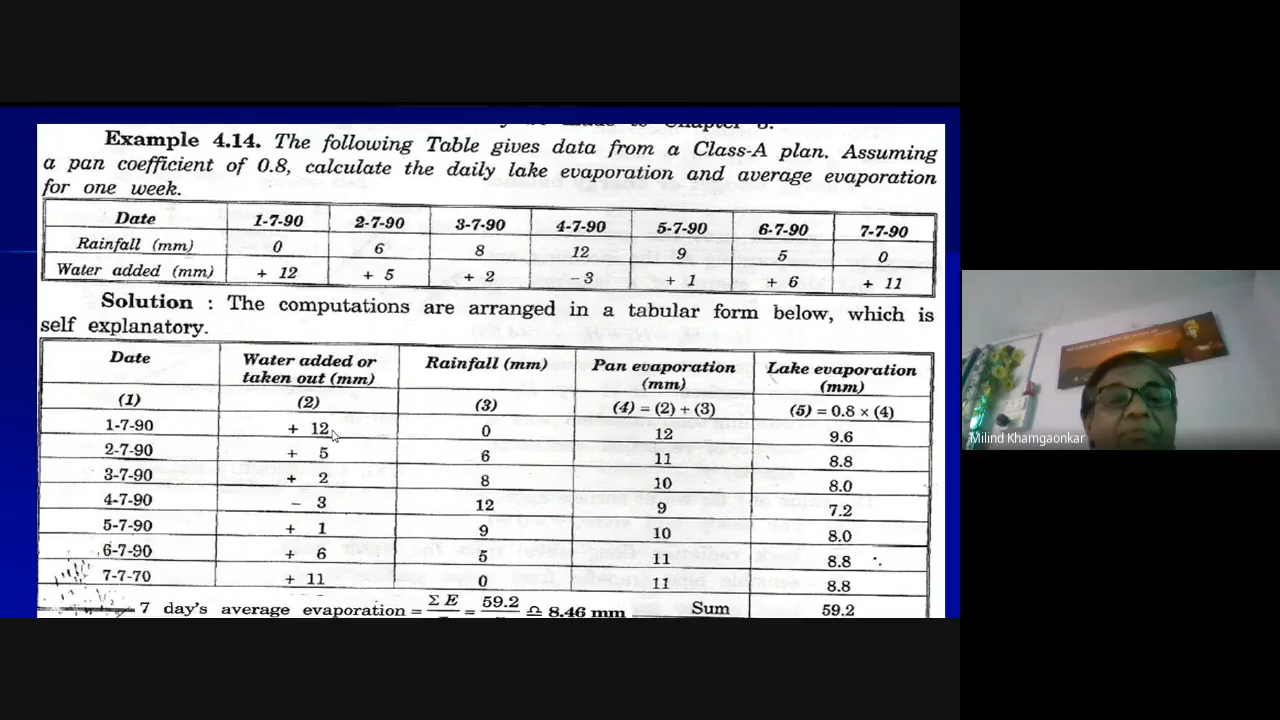 Example 4.14. The following Table gives data from a Class-A plan. Assuming
a pan coefficient of 0.8, calculate the daily lake evaporation and average evaporation
for one week.
Date 1-7-90 2-7-90 3-7-90 4-7-90 5-7-90 6-7-90 7-7-90
Rainfall (mm) 0 6 8 12 9 5 0
Water added (mm) + 12 + 5 + 2 - 3 + 1 + 6 + 11
Solution : The computations are arranged in a tabular form below, which is
self explanatory.
Date Water added or taken out (mm) Rainfall (mm) Pan evaporation (mm) Lake evaporation (mm)
(1) (2) (3) (4) = (2) + (3) (5) = 0.8 × (4)
1-7-90 + 12 0 12 9.6
2-7-90 + 5 6 11 8.8
3-7-90 + 2 8 10 8.0
4-7-90 - 3 12 9 7.2
5-7-90 + 1 9 10 8.0
6-7-90 + 6 5 11 8.8
7-7-70 + 11 0 11 8.8
7 day's average evaporation = Σ E = 59.2 ≏ 8.46 mm Sum 59.2
Milind Khamgaonkar